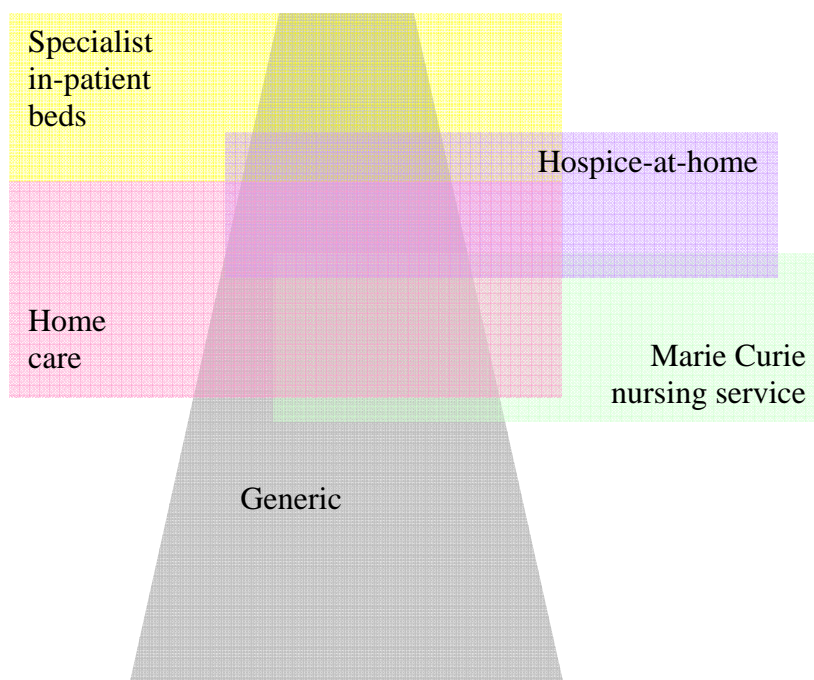 Specialist
in-patient
beds
Hospice-at-home
Home
care
Marie Curie
nursing service
Generic